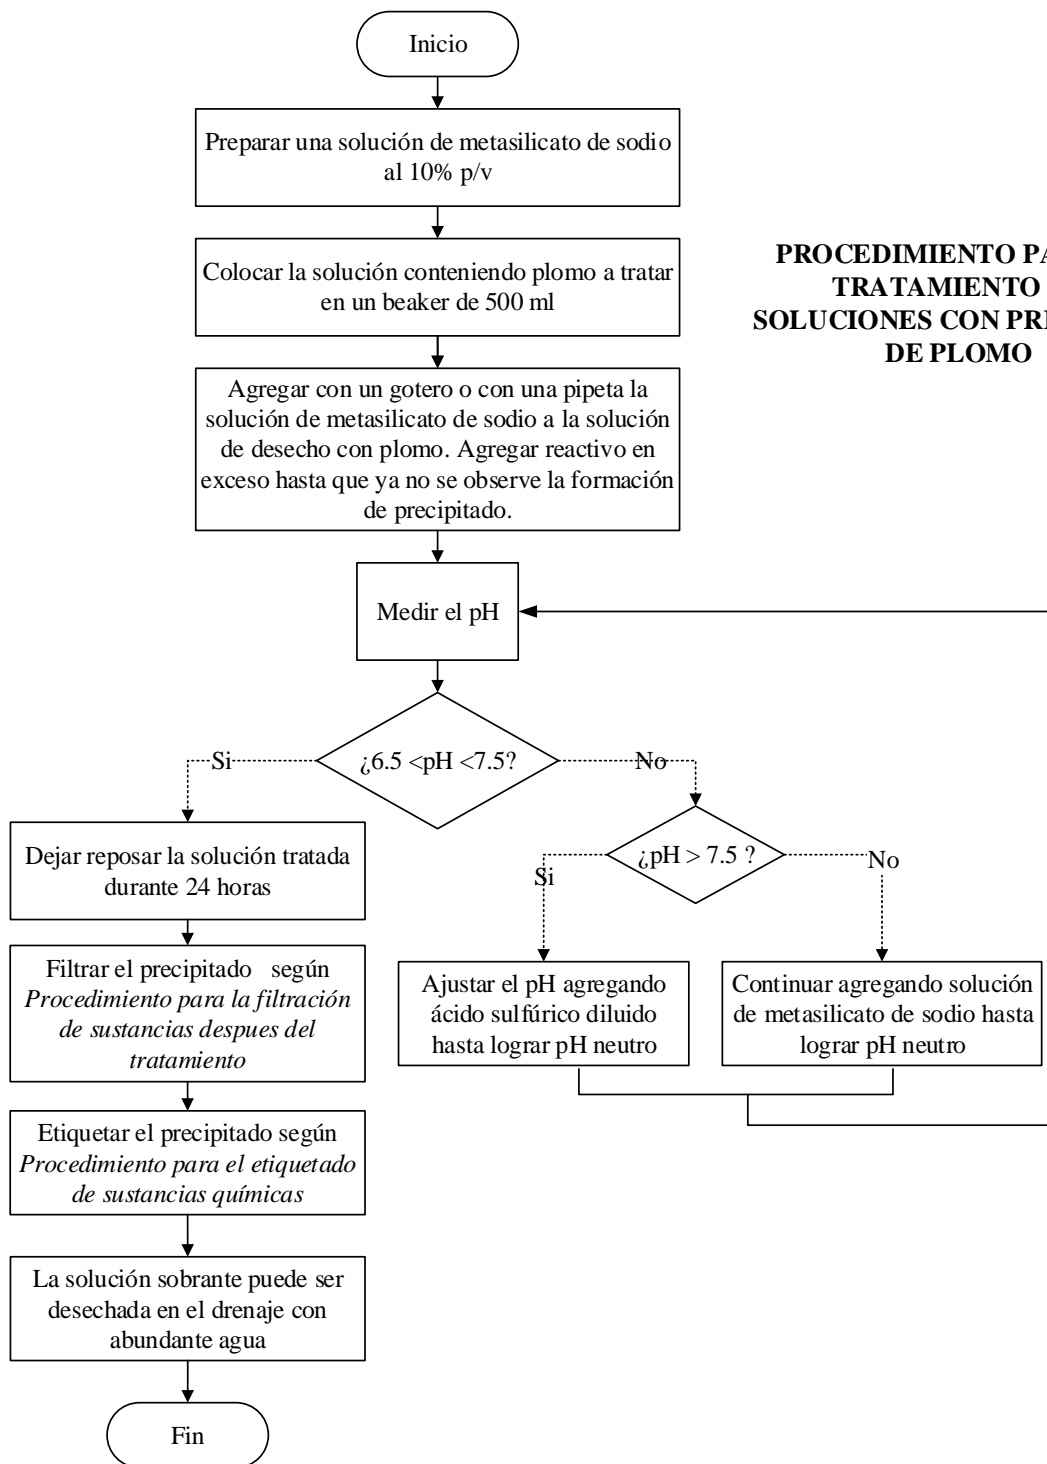 Inicio
Preparar una solución de metasilicato de sodio
al 10% p/v
Colocar la solución conteniendo plomo a tratar
en un beaker de 500 ml
PROCEDIMIENTO
TRATAMIENTO
SOLUCIONES CON
DE PLOMO
Agregar con un gotero o con una pipeta la
solución de metasilicato de sodio a la solución
de desecho con plomo. Agregar reactivo en
exceso hasta que ya no se observe la formación
de precipitado.
Medir el pH
¿6.5 <pH <7.5?
Si
No
Dejar reposar la solución tratada
durante 24 horas
¿pH > 7.5 ?
Si
No
Filtrar el precipitado   según
Procedimiento para la filtración
de sustancias despues del
tratamiento
Ajustar el pH agregando
ácido sulfúrico diluido
hasta lograr pH neutro
Continuar agregando solución
de metasilicato de sodio hasta
lograr pH neutro
Etiquetar el precipitado según
Procedimiento para el etiquetado
de sustancias químicas
La solución sobrante puede ser
desechada en el drenaje con
abundante agua
Fin